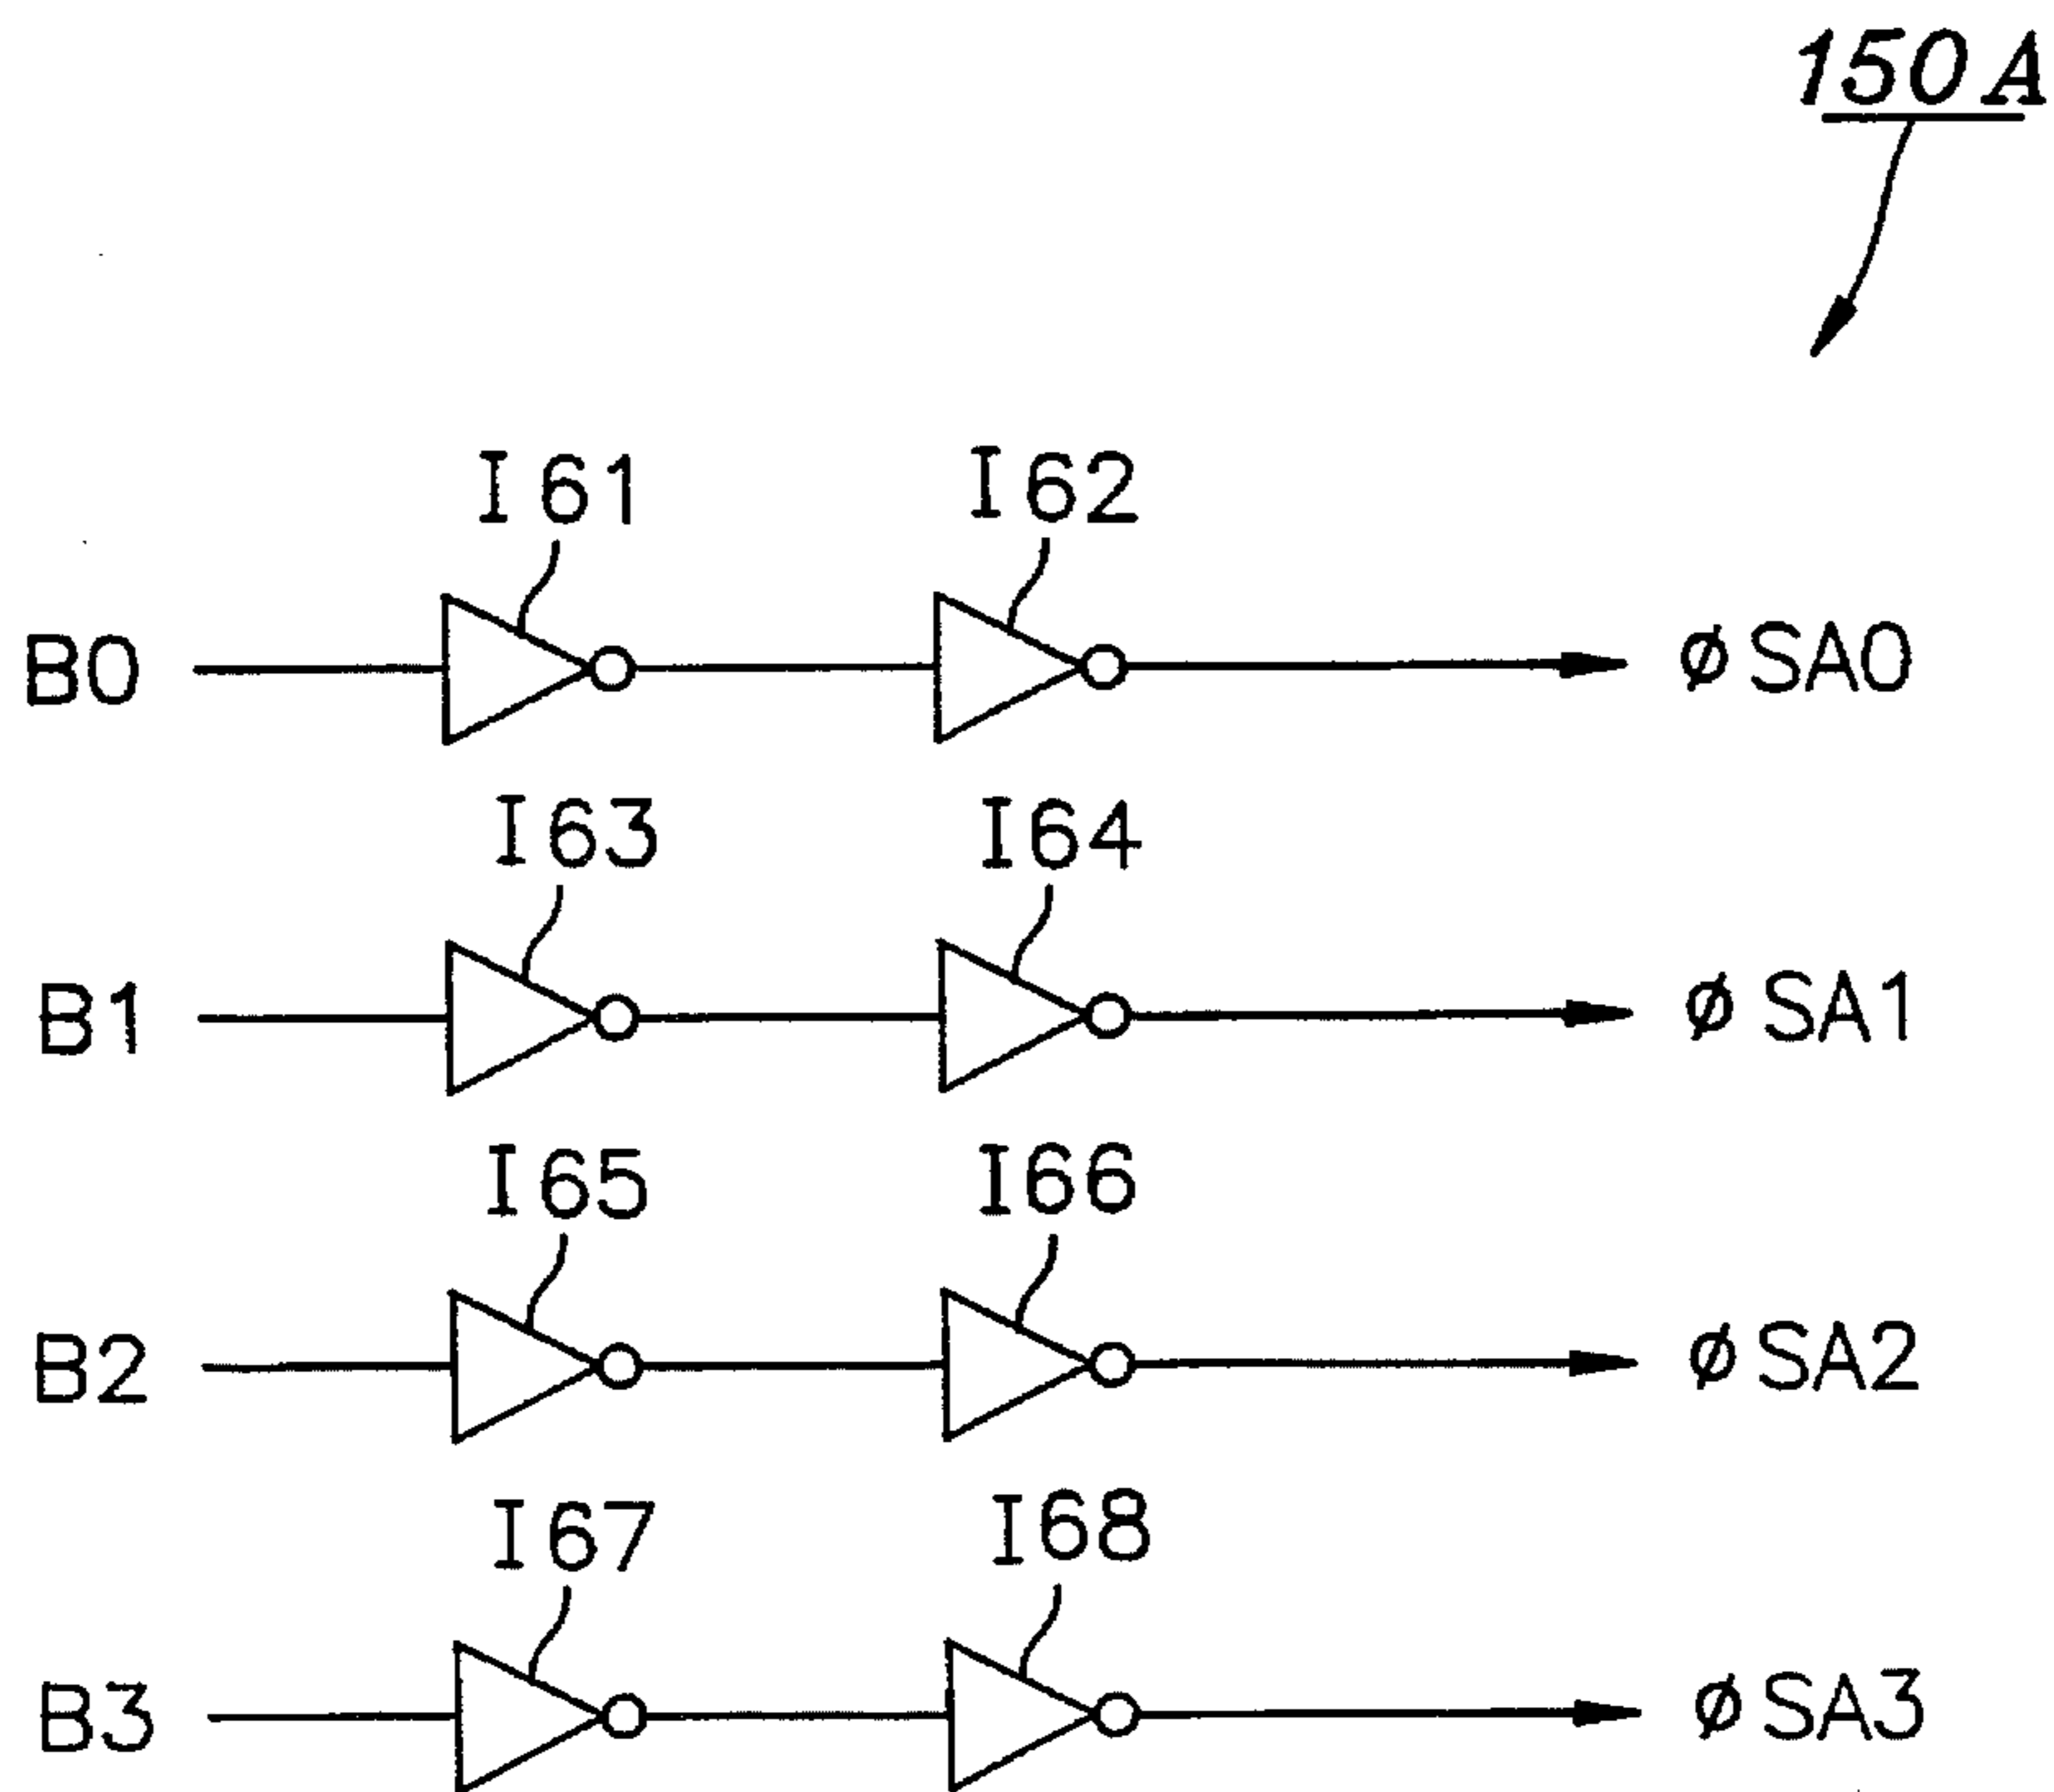 150A
I61 I62
B0 ϕSA0
I63 I64
B1 ϕSA1
I65 I66
B2 ϕSA2
I67 I68
B3 ϕSA3